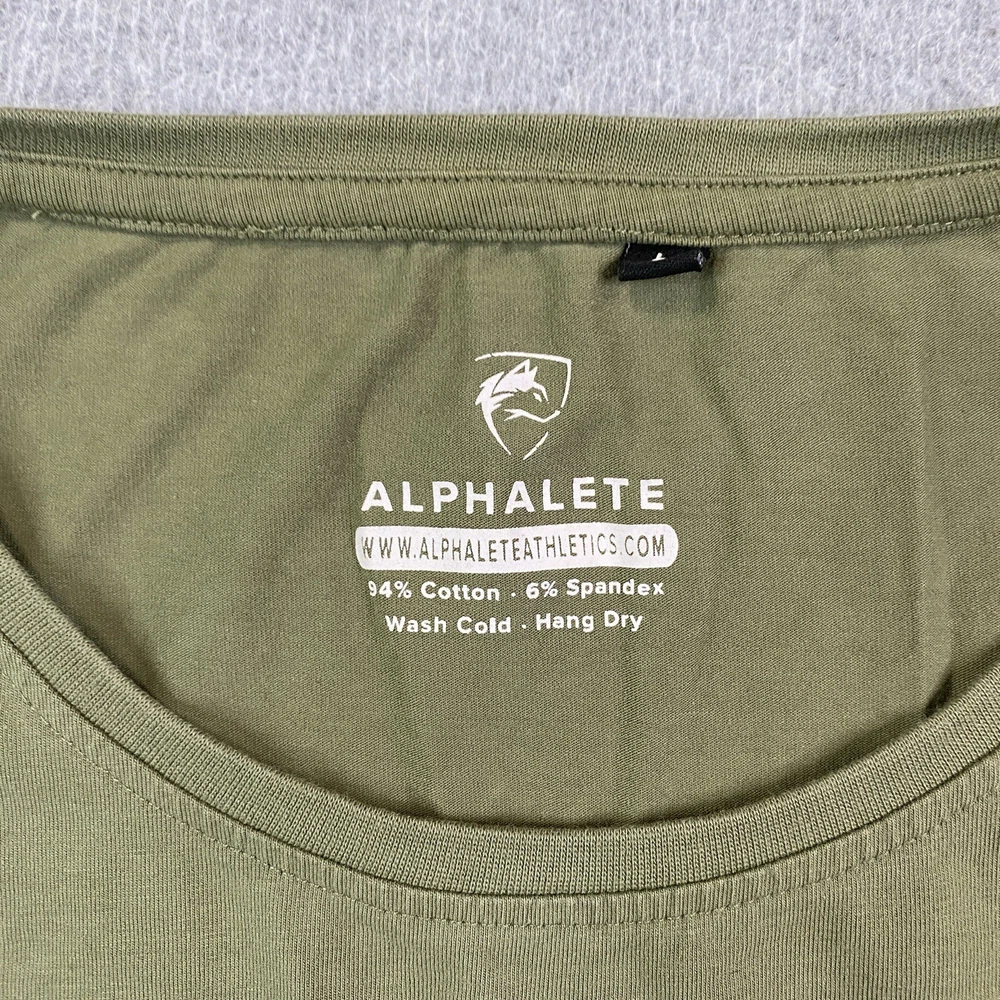 ALPHALETE
WWW.ALPHALETEATHLETICS.COM
94% Cotton · 6% Spandex
Wash Cold · Hang Dry